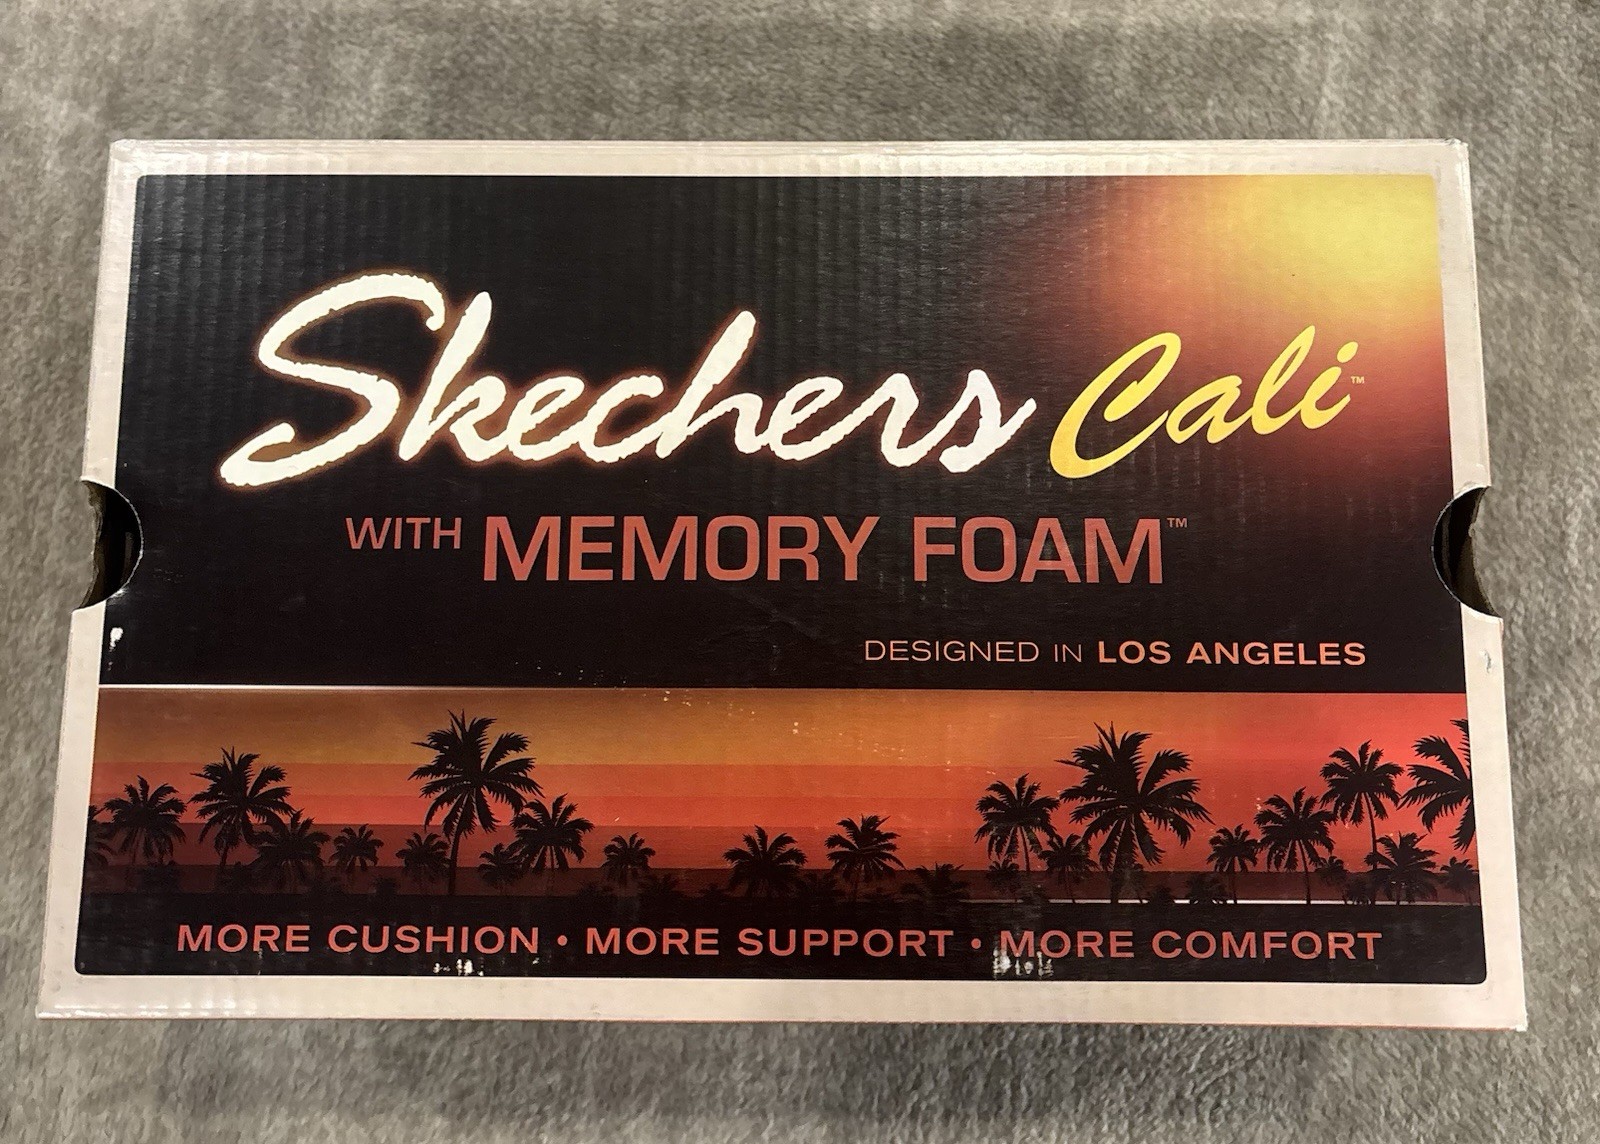 Skechers Cali™
WITH MEMORY FOAM™
DESIGNED IN LOS ANGELES
MORE CUSHION • MORE SUPPORT • MORE COMFORT